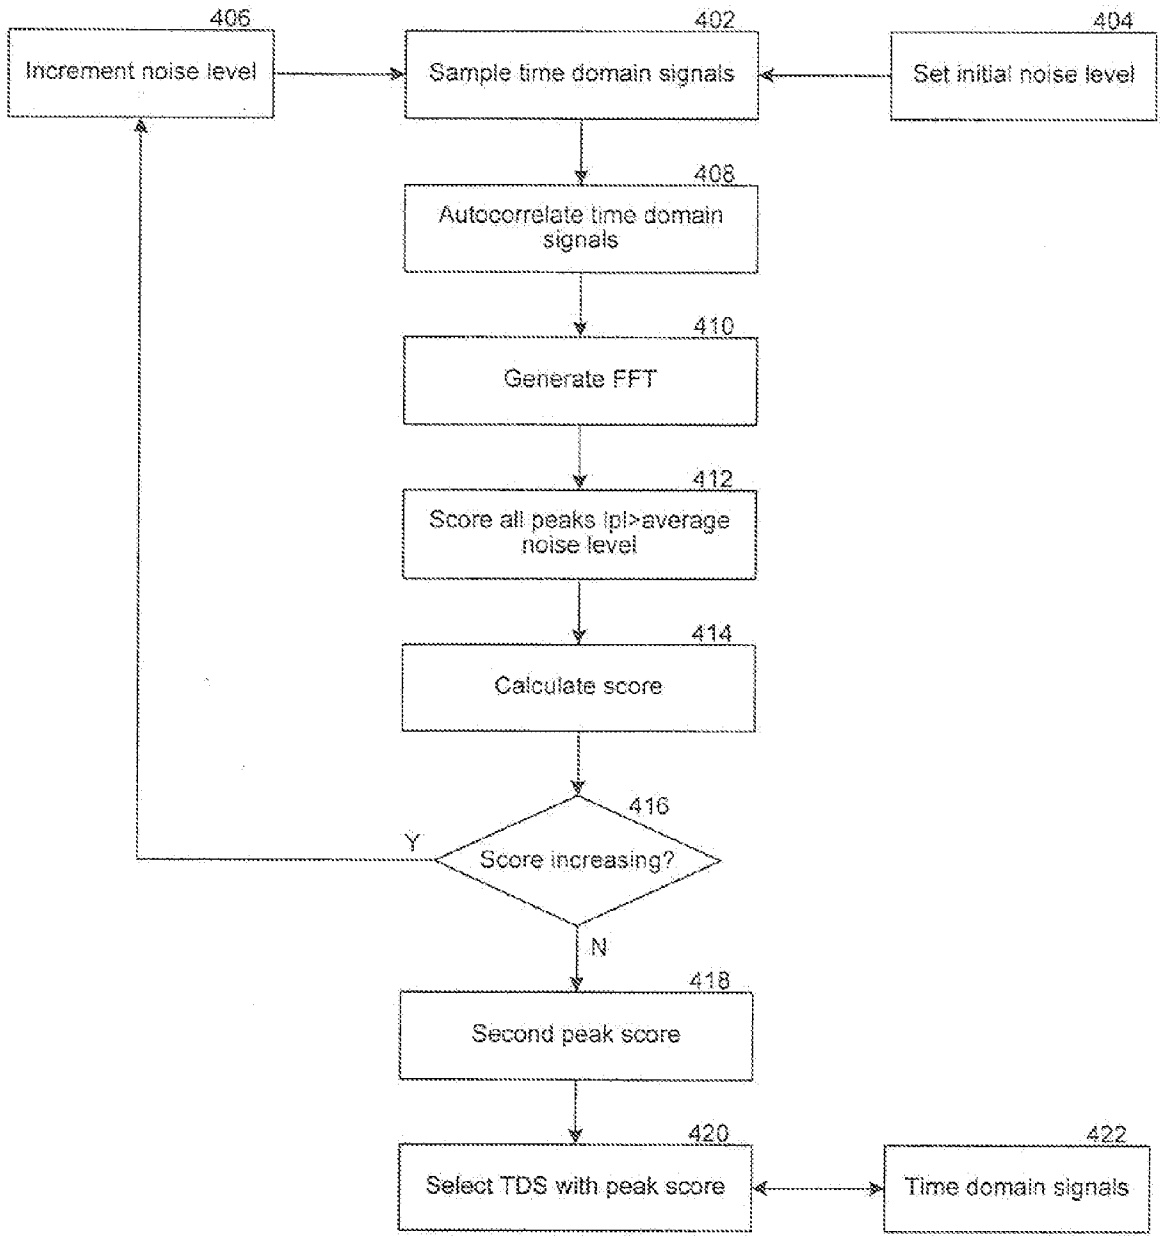 406
Increment noise level
402
Sample time domain signals
404
Set initial noise level
408
Autocorrelate time domain
signals
410
Generate FFT
412
Score all peaks |p|>average
noise level
414
Calculate score
416
Score increasing?
Y
N
418
Second peak score
420
Select TDS with peak score
422
Time domain signals